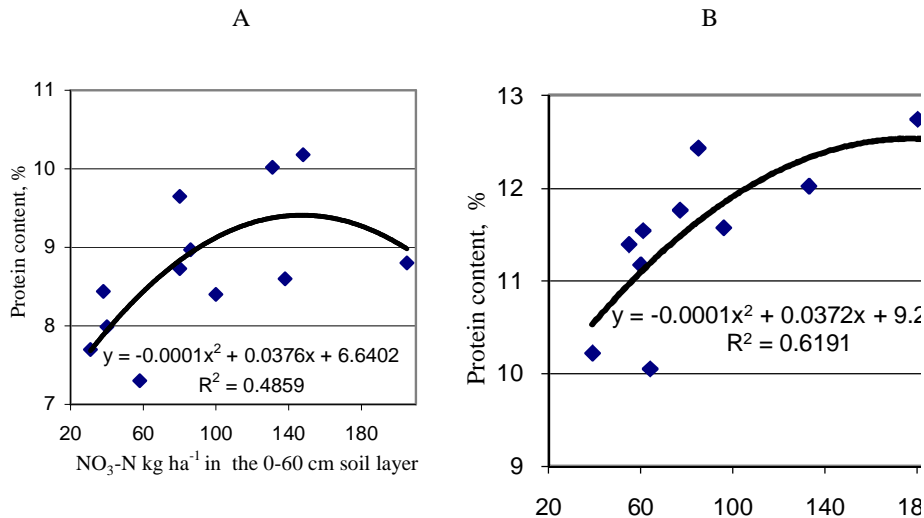 A
B
Protein content, %
11
10
9
8
7
y = -0.0001x² + 0.0376x + 6.6402
R² = 0.4859
20 60 100 140 180
NO₃-N kg ha⁻¹ in the 0-60 cm soil layer
Protein content, %
13
12
11
10
9
y = -0.0001x² + 0.0372x + 9.2
R² = 0.6191
20 60 100 140 18